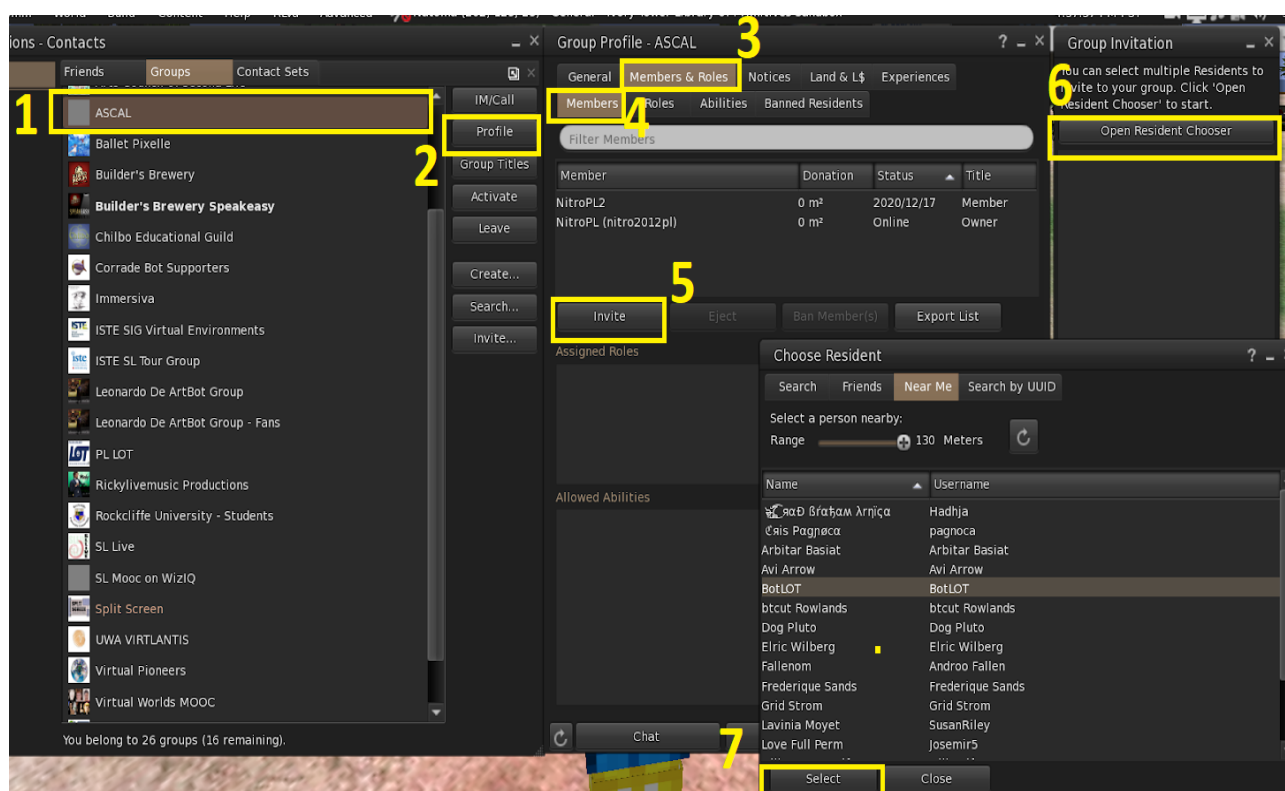 ions - Contacts
Friends Groups Contact Sets
ASCAL
Ballet Pixelle
Builder's Brewery
Builder's Brewery Speakeasy
Chilbo Educational Guild
Corrade Bot Supporters
Immersiva
ISTE SIG Virtual Environments
ISTE SL Tour Group
Leonardo De ArtBot Group
Leonardo De ArtBot Group - Fans
PL LOT
Rickylivemusic Productions
Rockcliffe University - Students
SL Live
SL Mooc on WizIQ
Split Screen
UWA VIRTLANTIS
Virtual Pioneers
Virtual Worlds MOOC
You belong to 26 groups (16 remaining).
1
2
IM/Call
Profile
Group Titles
Activate
Leave
Create...
Search...
Invite...
Group Profile - ASCAL
3
General Members & Roles Notices Land & L$ Experiences
Members Roles Abilities Banned Residents
4
Filter Members
Member Donation Status Title
NitroPL2 0 m² 2020/12/17 Member
NitroPL (nitro2012pl) 0 m² Online Owner
5
Invite Eject Ban Member(s) Export List
Assigned Roles
Allowed Abilities
Chat
Group Invitation
6
You can select multiple Residents to
invite to your group. Click 'Open
Resident Chooser' to start.
Open Resident Chooser
Choose Resident
Search Friends Near Me Search by UUID
Select a person nearby:
Range 130 Meters
Name Username
Hadhja
pagnoca
Arbitar Basiat Arbitar Basiat
Avi Arrow Avi Arrow
BotLOT BotLOT
btcut Rowlands btcut Rowlands
Dog Pluto Dog Pluto
Elric Wilberg Elric Wilberg
Fallenom Androo Fallen
Frederique Sands Frederique Sands
Grid Strom Grid Strom
Lavinia Moyet SusanRiley
Love Full Perm Josemir5
7
Select Close